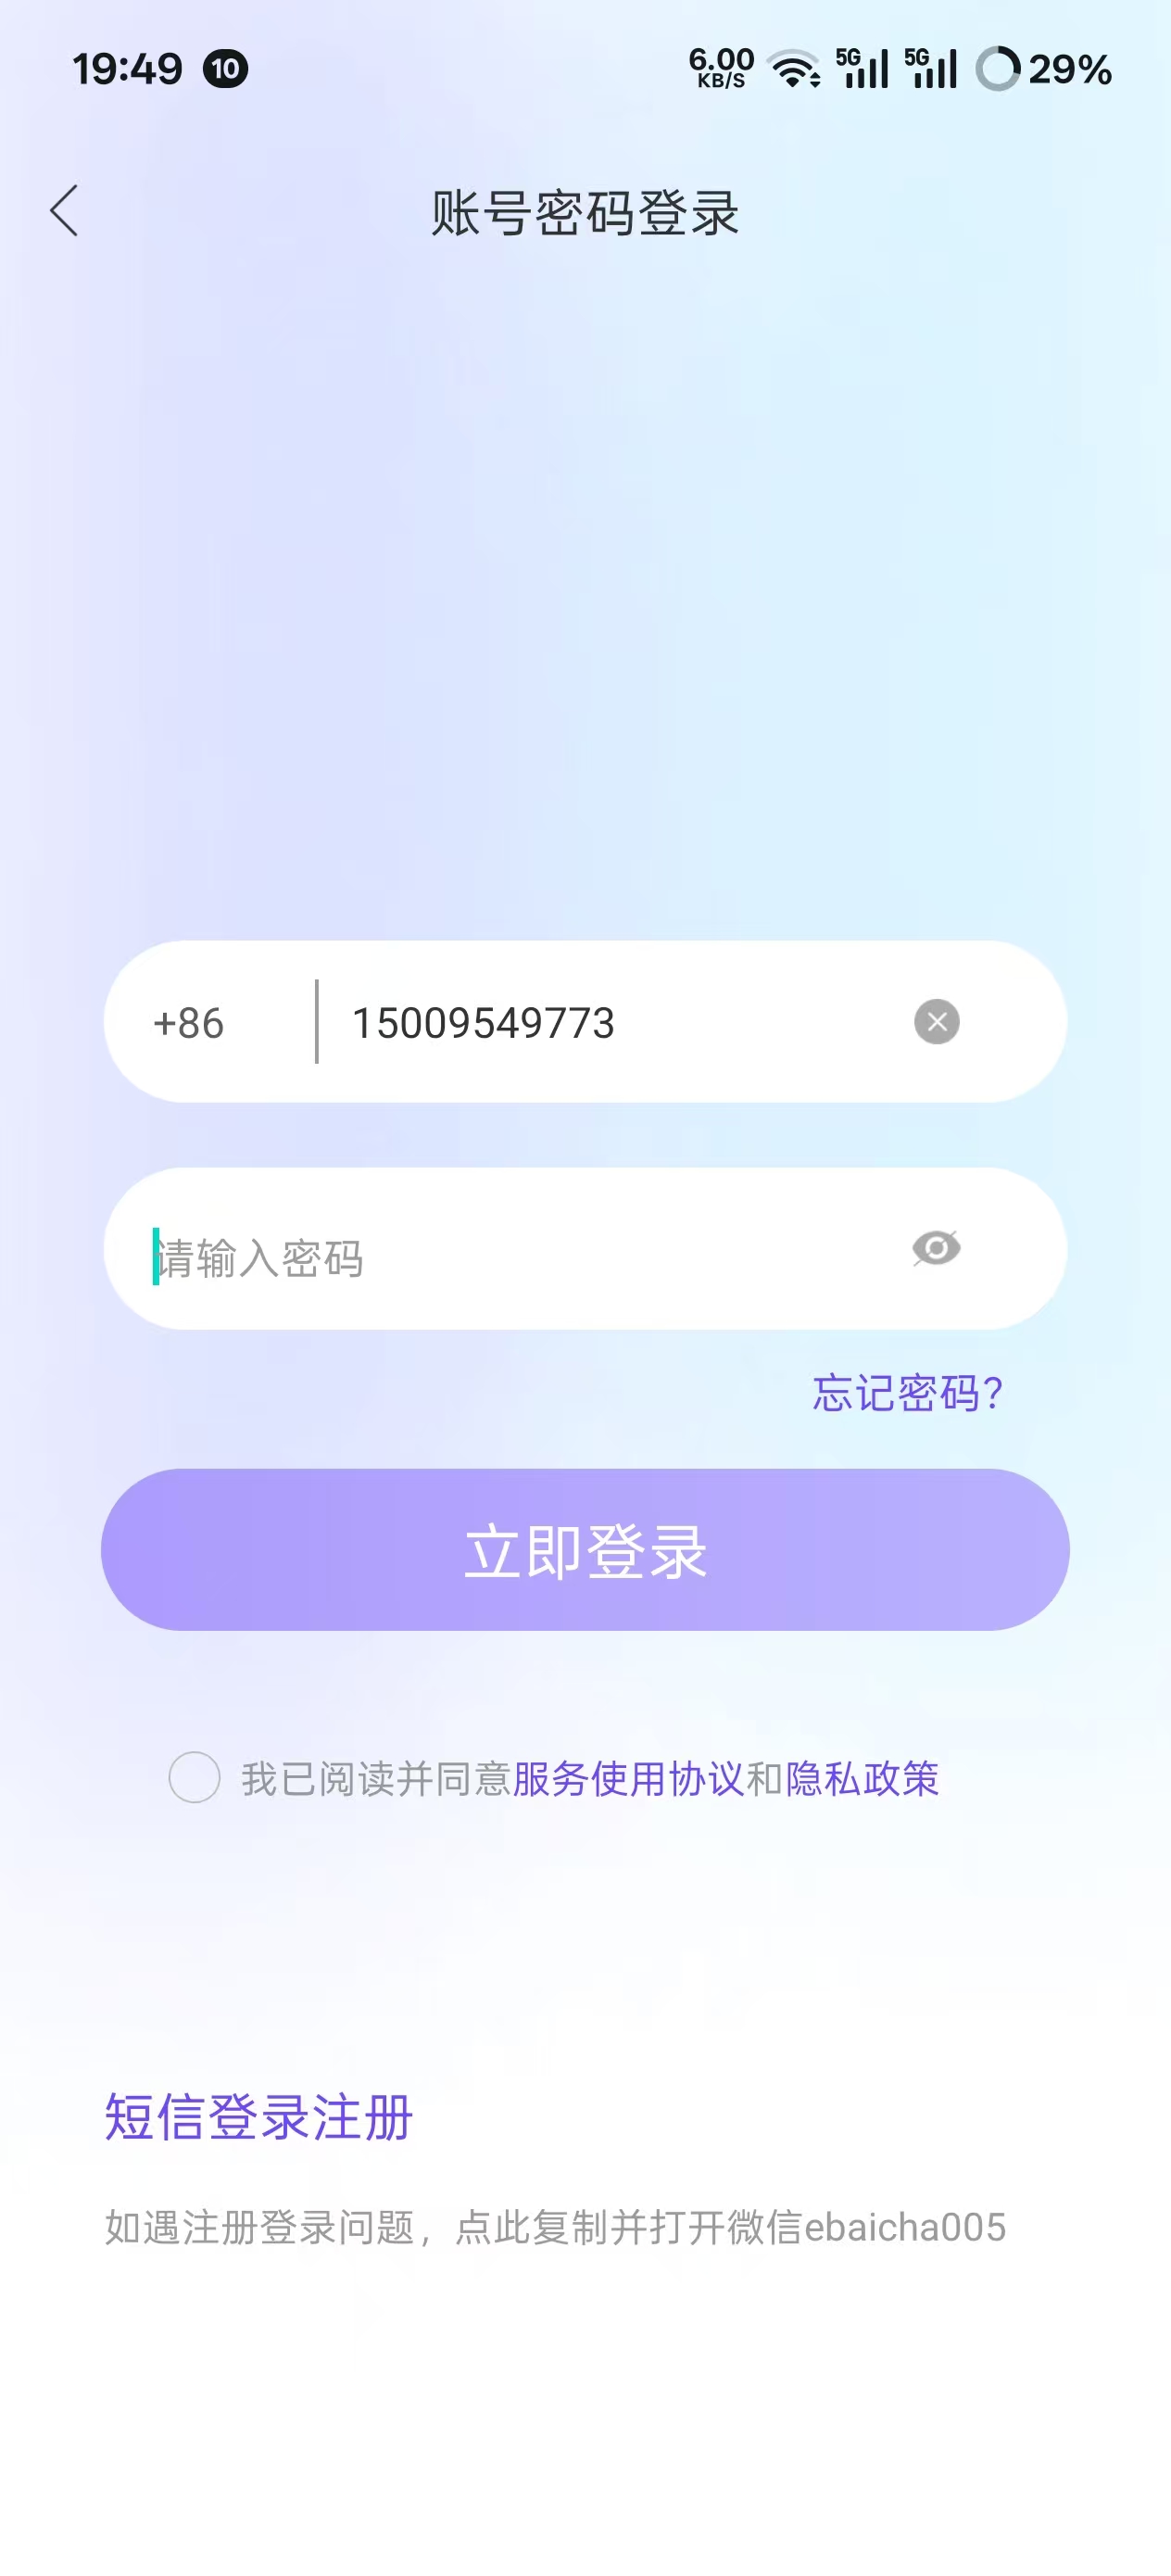 19:49 10 6.00 KB/S 5G 5G 29%
账号密码登录
+86 15009549773
请输入密码
忘记密码?
立即登录
我已阅读并同意服务使用协议和隐私政策
短信登录注册
如遇注册登录问题，点此复制并打开微信ebaicha005